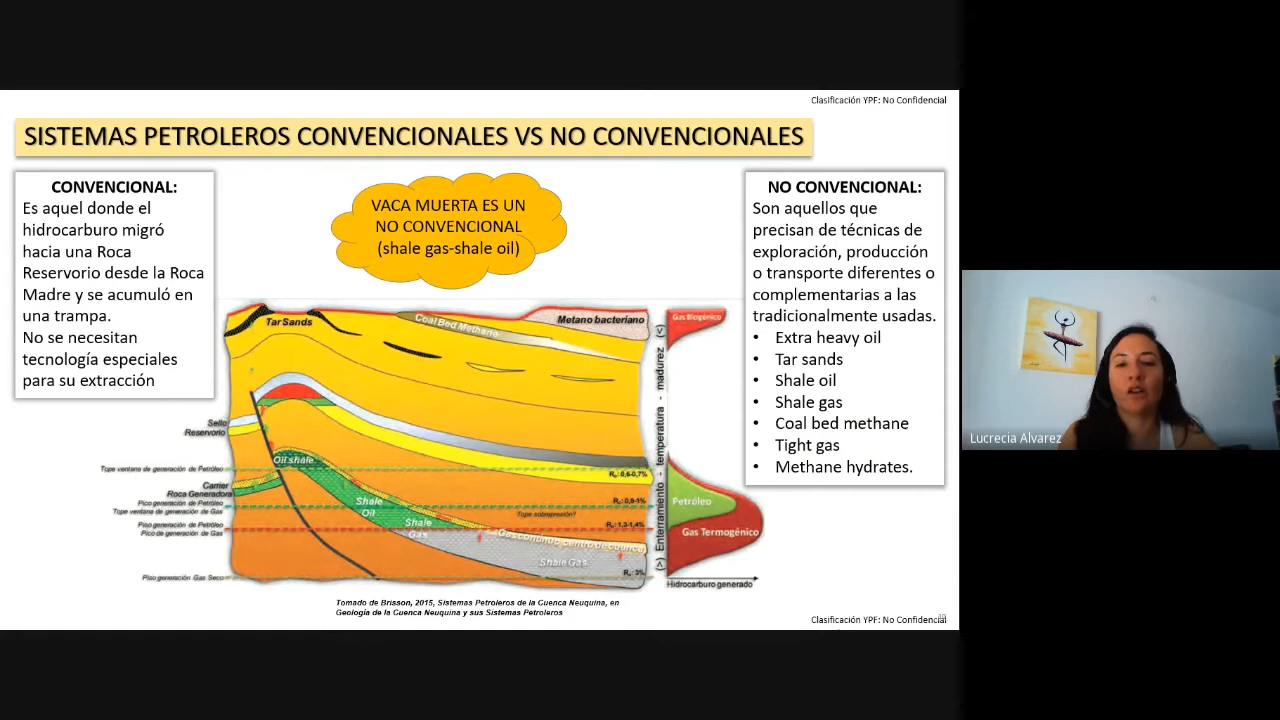 Clasificación YPF: No Confidencial
SISTEMAS PETROLEROS CONVENCIONALES VS NO CONVENCIONALES
CONVENCIONAL:
Es aquel donde el
hidrocarburo migró
hacia una Roca
Reservorio desde la Roca
Madre y se acumuló en
una trampa.
No se necesitan
tecnología especiales
para su extracción
VACA MUERTA ES UN
NO CONVENCIONAL
(shale gas-shale oil)
NO CONVENCIONAL:
Son aquellos que
precisan de técnicas de
exploración, producción
o transporte diferentes o
complementarias a las
tradicionalmente usadas.
• Extra heavy oil
• Tar sands
• Shale oil
• Shale gas
• Coal bed methane
• Tight gas
• Methane hydrates.
Tar Sands
Coal Bed Methane
Metano bacteriano
Gas Biogénico
Sello
Reservorio
Oil shale
Tope ventana de generación de Petróleo
Carrier
Roca Generadora
Pico generación de Petróleo
Tope ventana de generación de Gas
Piso generación de Petróleo
Pico de generación de Gas
Piso generación Gas Seco
Shale
Oil
Shale
Gas
Tope sobrepresión?
Gas continuo centro de cuenca
Shale Gas
Ro: 0,6-0,7%
Ro: 0,9-1%
Ro: 1,3-1,4%
Ro: 3%
(>) Enterramiento - temperatura - madurez (<)
Petróleo
Gas Termogénico
Hidrocarburo generado
Tomado de Brisson, 2015, Sistemas Petroleros de la Cuenca Neuquina, en
Geología de la Cuenca Neuquina y sus Sistemas Petroleros
Clasificación YPF: No Confidencial
Lucrecia Alvarez